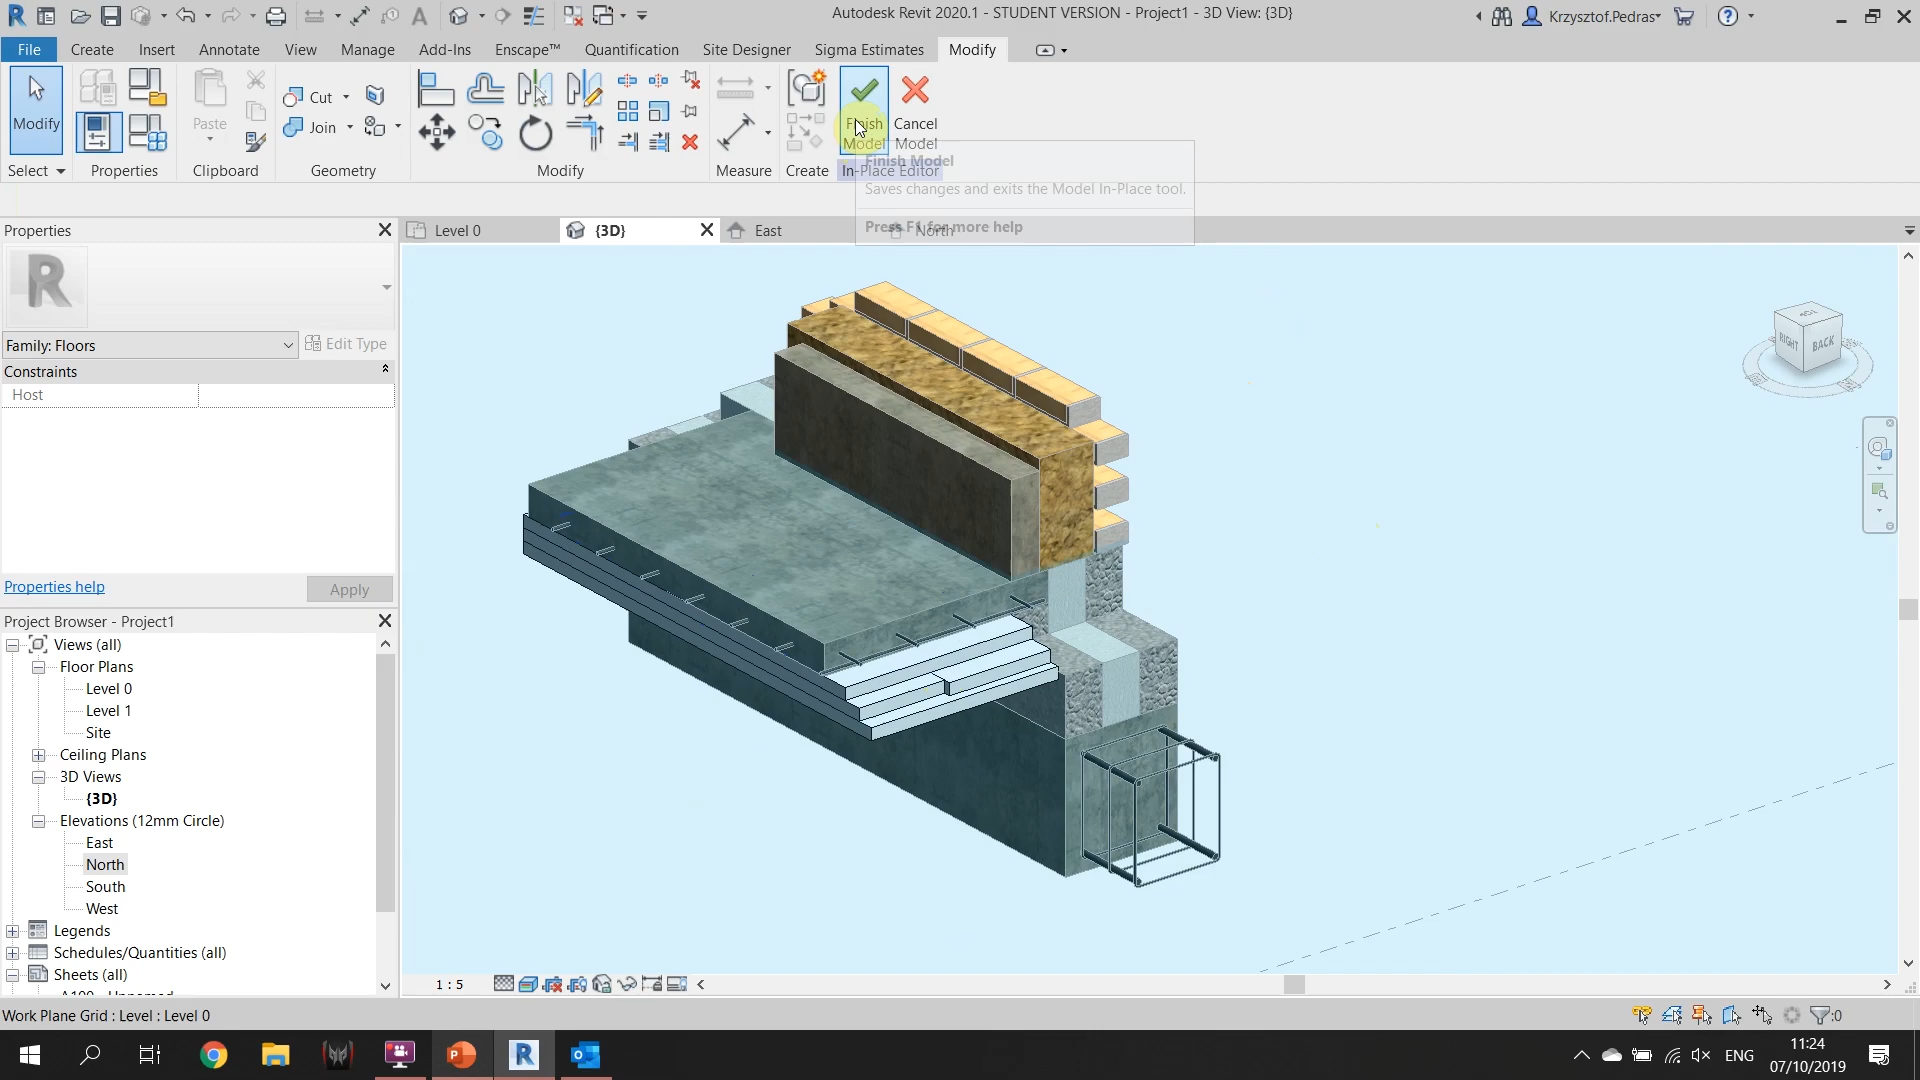 Autodesk Revit 2020.1 - STUDENT VERSION - Project1 - 3D View: {3D}
Krzysztof.Pedras
File Create Insert Annotate View Manage Add-Ins Enscape™ Quantification Site Designer Sigma Estimates Modify
Modify
Paste
Cut
Join
Finish Model
Cancel Model
Select Properties Clipboard Geometry Modify Measure Create In-Place Editor
Finish Model
Saves changes and exits the Model In-Place tool.
Press F1 for more help
Properties
Level 0
{3D}
East
North
R
Family: Floors
Edit Type
Constraints
Host
Properties help
Apply
RIGHT
BACK
Project Browser - Project1
Views (all)
Floor Plans
Level 0
Level 1
Site
Ceiling Plans
3D Views
{3D}
Elevations (12mm Circle)
East
North
South
West
Legends
Schedules/Quantities (all)
Sheets (all)
A100 - Unnamed
1 : 5
Work Plane Grid : Level : Level 0
:0
ENG
11:24
07/10/2019